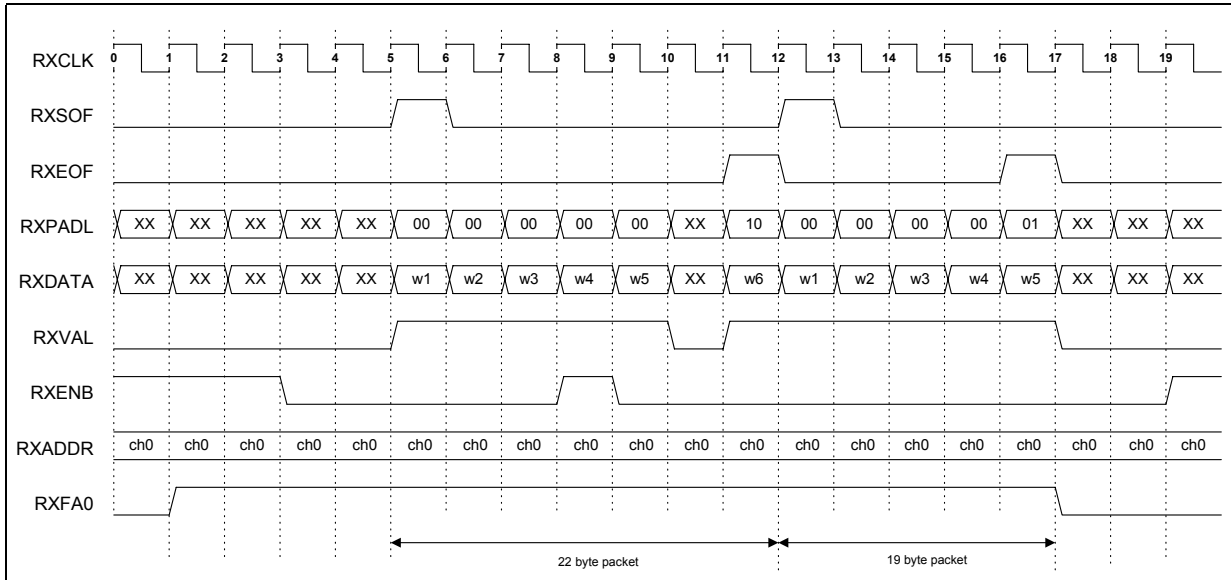 RXCLK 0 1 2 3 4 5 6 7 8 9 10 11 12 13 14 15 16 17 18 19
RXSOF
RXEOF
RXPADL XX XX XX XX XX 00 00 00 00 00 XX 10 00 00 00 00 01 XX XX XX
RXDATA XX XX XX XX XX w1 w2 w3 w4 w5 XX w6 w1 w2 w3 w4 w5 XX XX XX
RXVAL
RXENB
RXADDR ch0 ch0 ch0 ch0 ch0 ch0 ch0 ch0 ch0 ch0 ch0 ch0 ch0 ch0 ch0 ch0 ch0 ch0 ch0 ch0
RXFA0
22 byte packet 19 byte packet